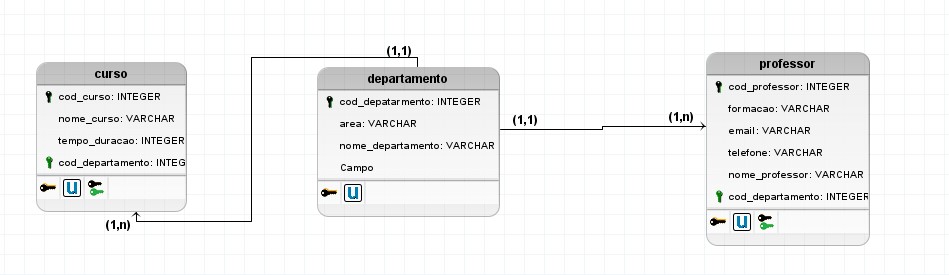 curso
cod_curso: INTEGER
nome_curso: VARCHAR
tempo_duracao: INTEGER
cod_departamento: INTEG
(1,n)
(1,1)
departamento
cod_depatarmento: INTEGER
area: VARCHAR
nome_departamento: VARCHAR
Campo
(1,1)
(1,n)
professor
cod_professor: INTEGER
formacao: VARCHAR
email: VARCHAR
telefone: VARCHAR
nome_professor: VARCHAR
cod_departamento: INTEGER
U
U
U